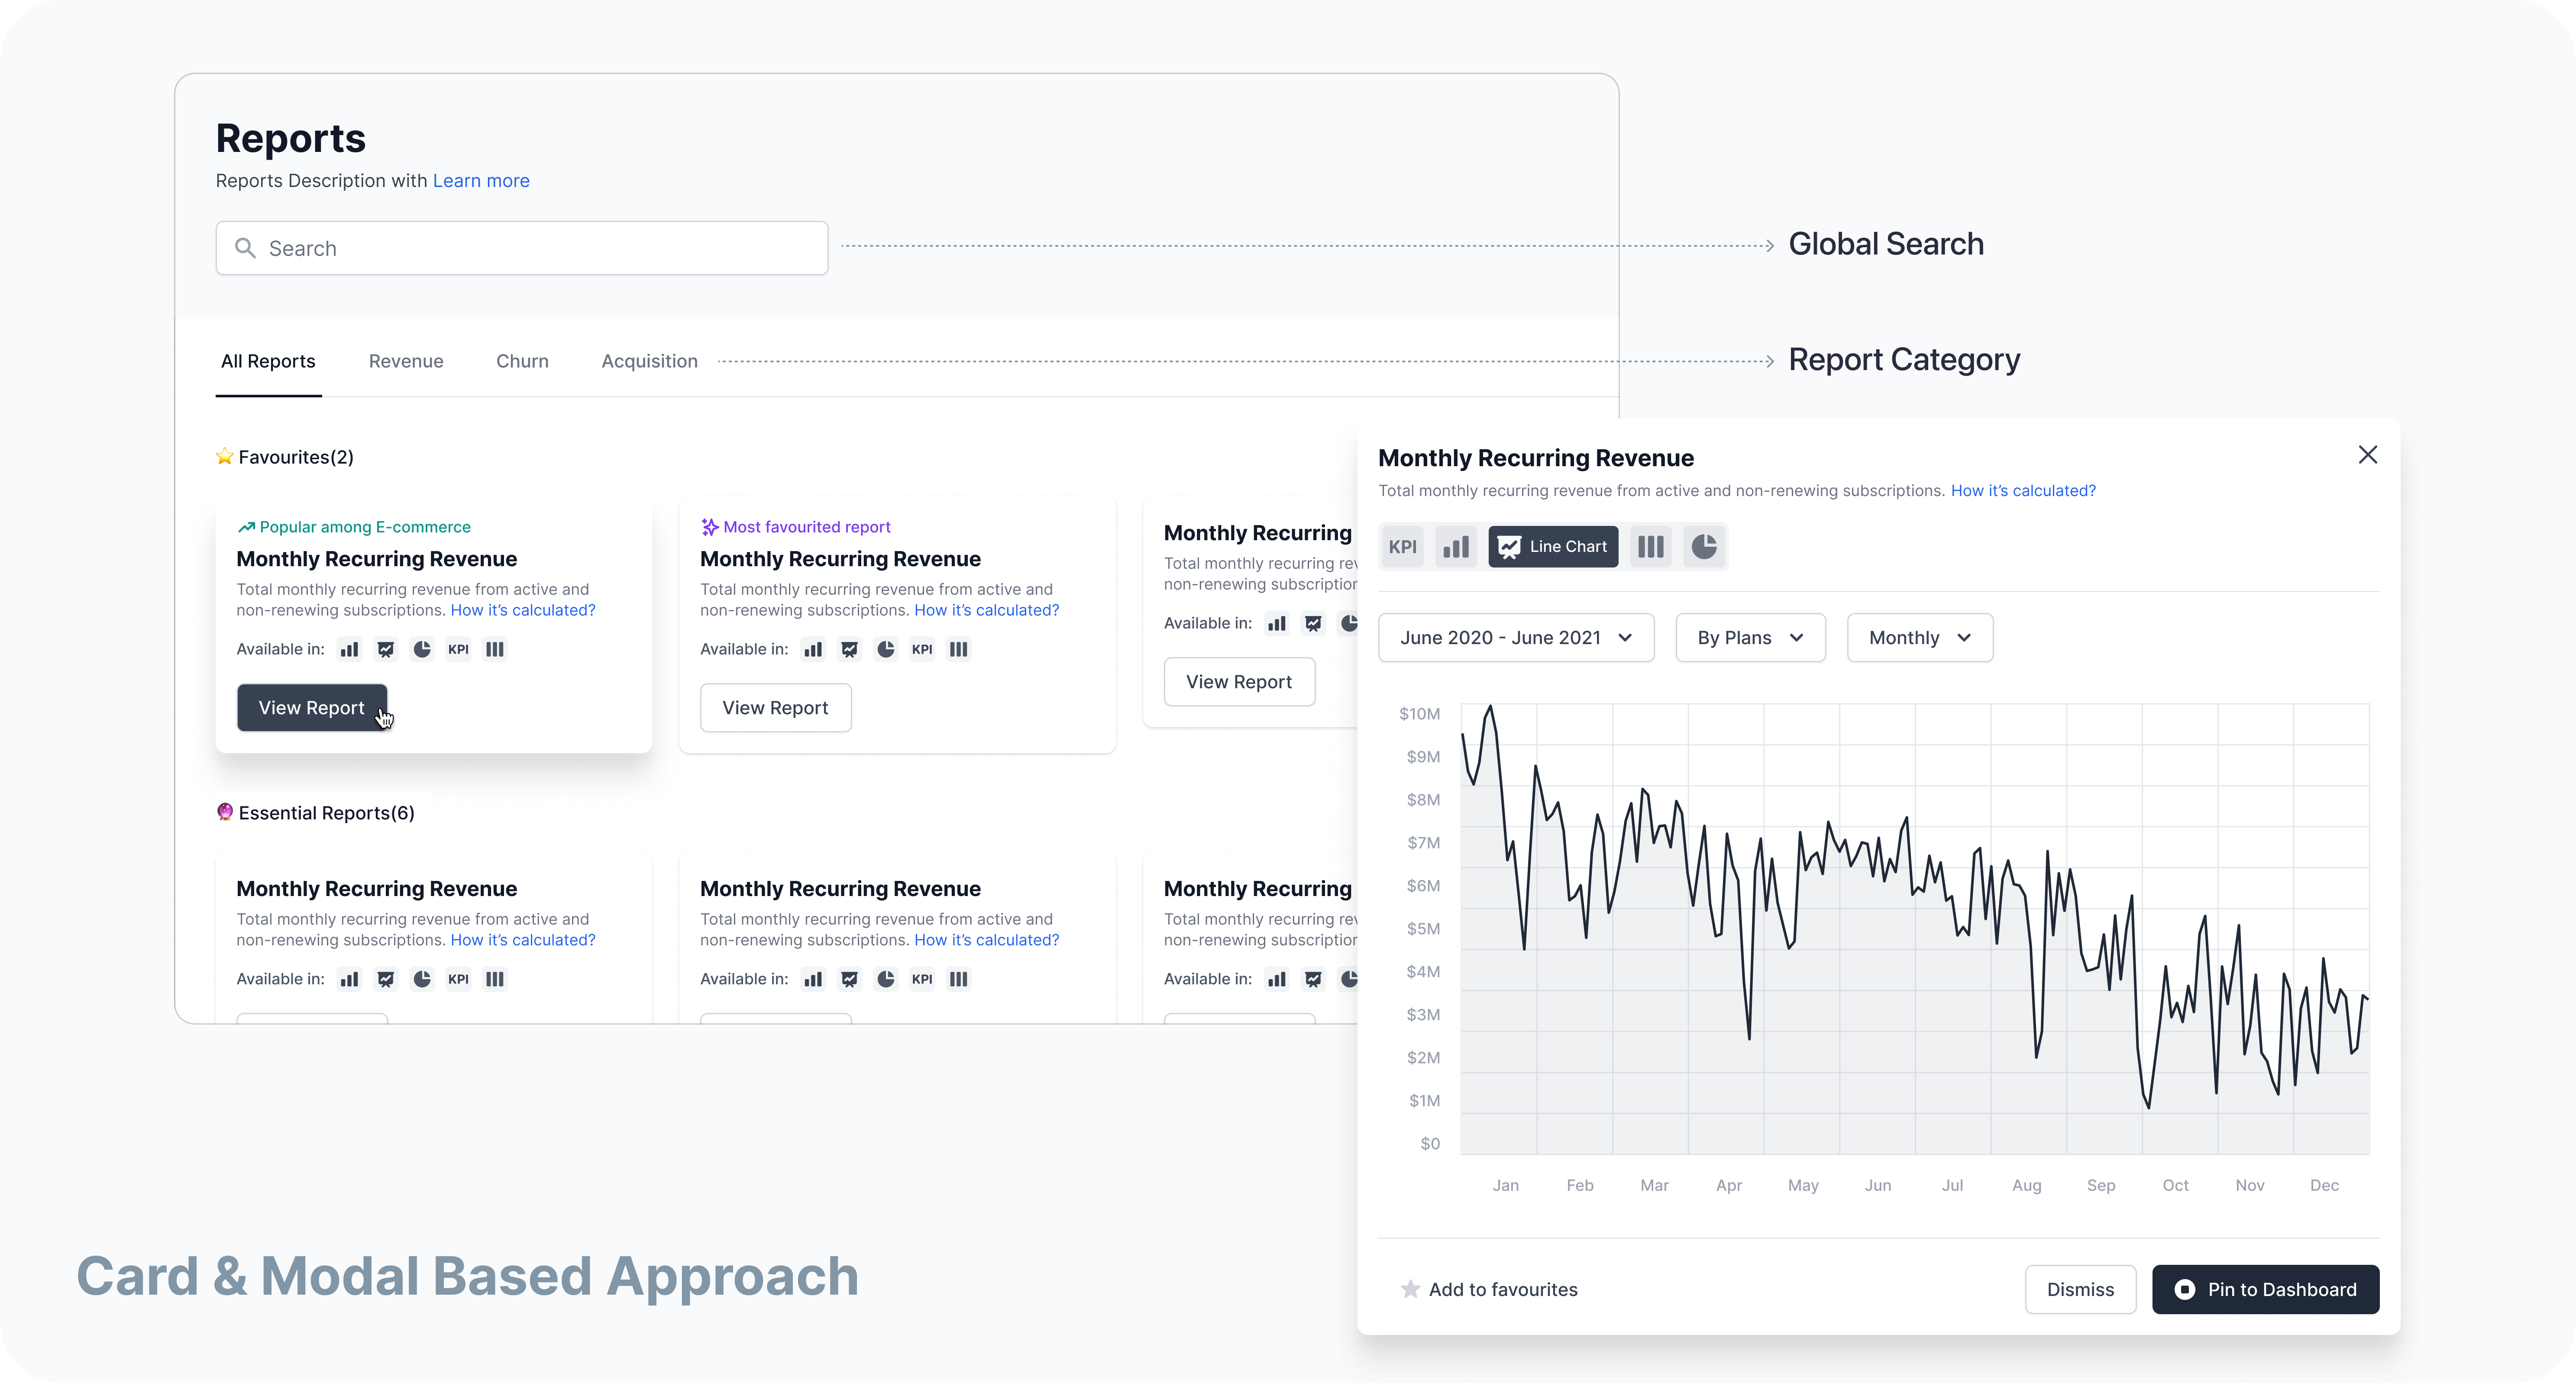 Reports
Reports Description with Learn more
Search
Global Search
All Reports
Revenue
Churn
Acquisition
Report Category
Favourites(2)
Popular among E-commerce
Monthly Recurring Revenue
Total monthly recurring revenue from active and
non-renewing subscriptions. How it's calculated?
Available in:
KPI
View Report
Most favourited report
Monthly Recurring Revenue
Total monthly recurring revenue from active and
non-renewing subscriptions. How it's calculated?
Available in:
KPI
View Report
Monthly Recurring
Total monthly recurring
non-renewing
Available in:
View Report
Essential Reports(6)
Monthly Recurring Revenue
Total monthly recurring revenue from active and
non-renewing subscriptions. How it's calculated?
Available in:
KPI
Monthly Recurring Revenue
Total monthly recurring revenue from active and
non-renewing subscriptions. How it's calculated?
Available in:
KPI
Monthly Recurring
Total monthly recurring
non-renewing
Available in:
Monthly Recurring Revenue
Total monthly recurring revenue from active and non-renewing subscriptions. How it's calculated?
KPI
Line Chart
June 2020 - June 2021
By Plans
Monthly
$10M
$9M
$8M
$7M
$6M
$5M
$4M
$3M
$2M
$1M
$0
Jan Feb Mar Apr May Jun Jul Aug Sep Oct Nov Dec
Add to favourites
Dismiss
Pin to Dashboard
Card & Modal Based Approach